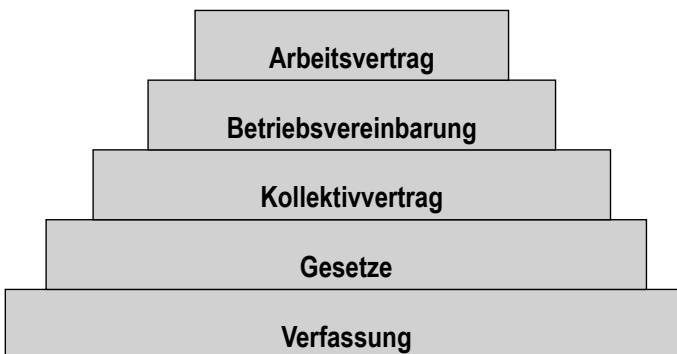 Arbeitsvertrag
Betriebsvereinbarung
Kollektivvertrag
Gesetze
Verfassung